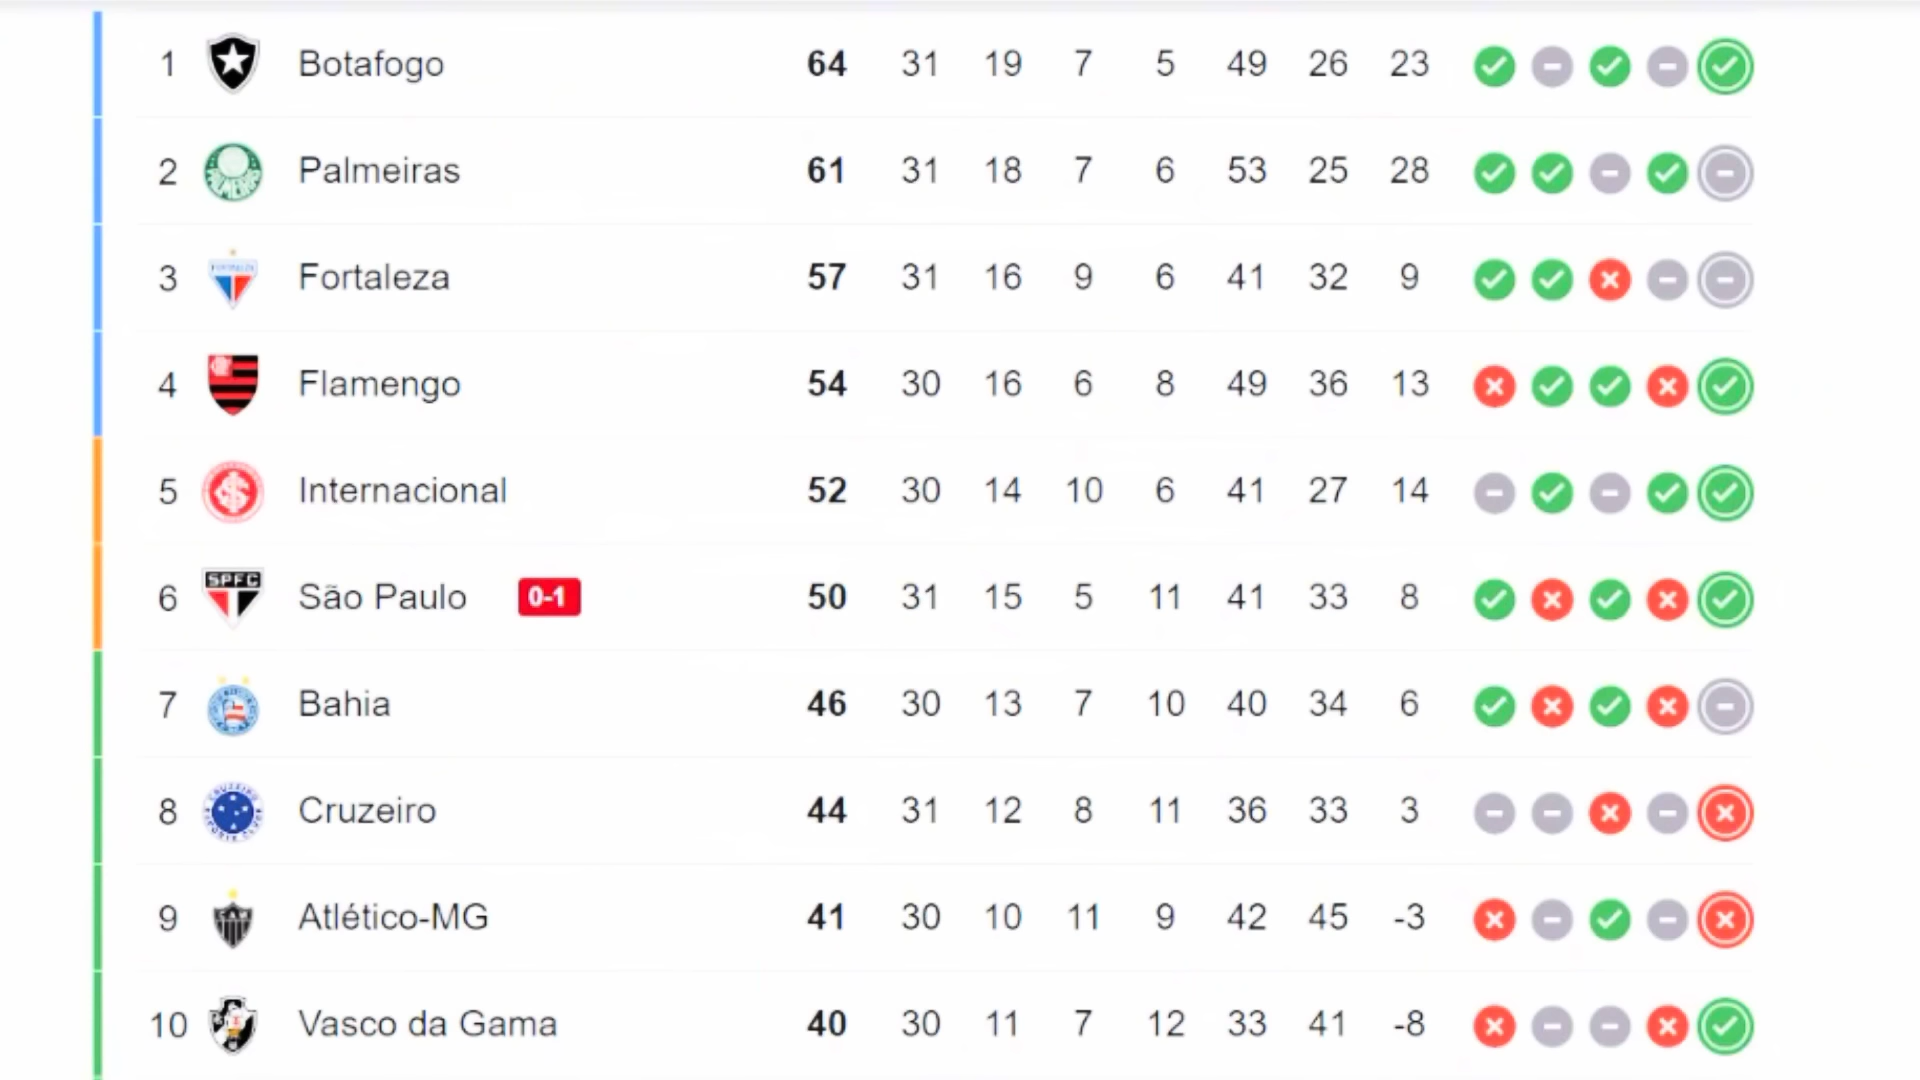 1 Botafogo 64 31 19 7 5 49 26 23
2 Palmeiras 61 31 18 7 6 53 25 28
3 Fortaleza 57 31 16 9 6 41 32 9
4 Flamengo 54 30 16 6 8 49 36 13
5 Internacional 52 30 14 10 6 41 27 14
6 SPFC São Paulo 0-1 50 31 15 5 11 41 33 8
7 Bahia 46 30 13 7 10 40 34 6
8 Cruzeiro 44 31 12 8 11 36 33 3
9 Atlético-MG 41 30 10 11 9 42 45 -3
10 Vasco da Gama 40 30 11 7 12 33 41 -8